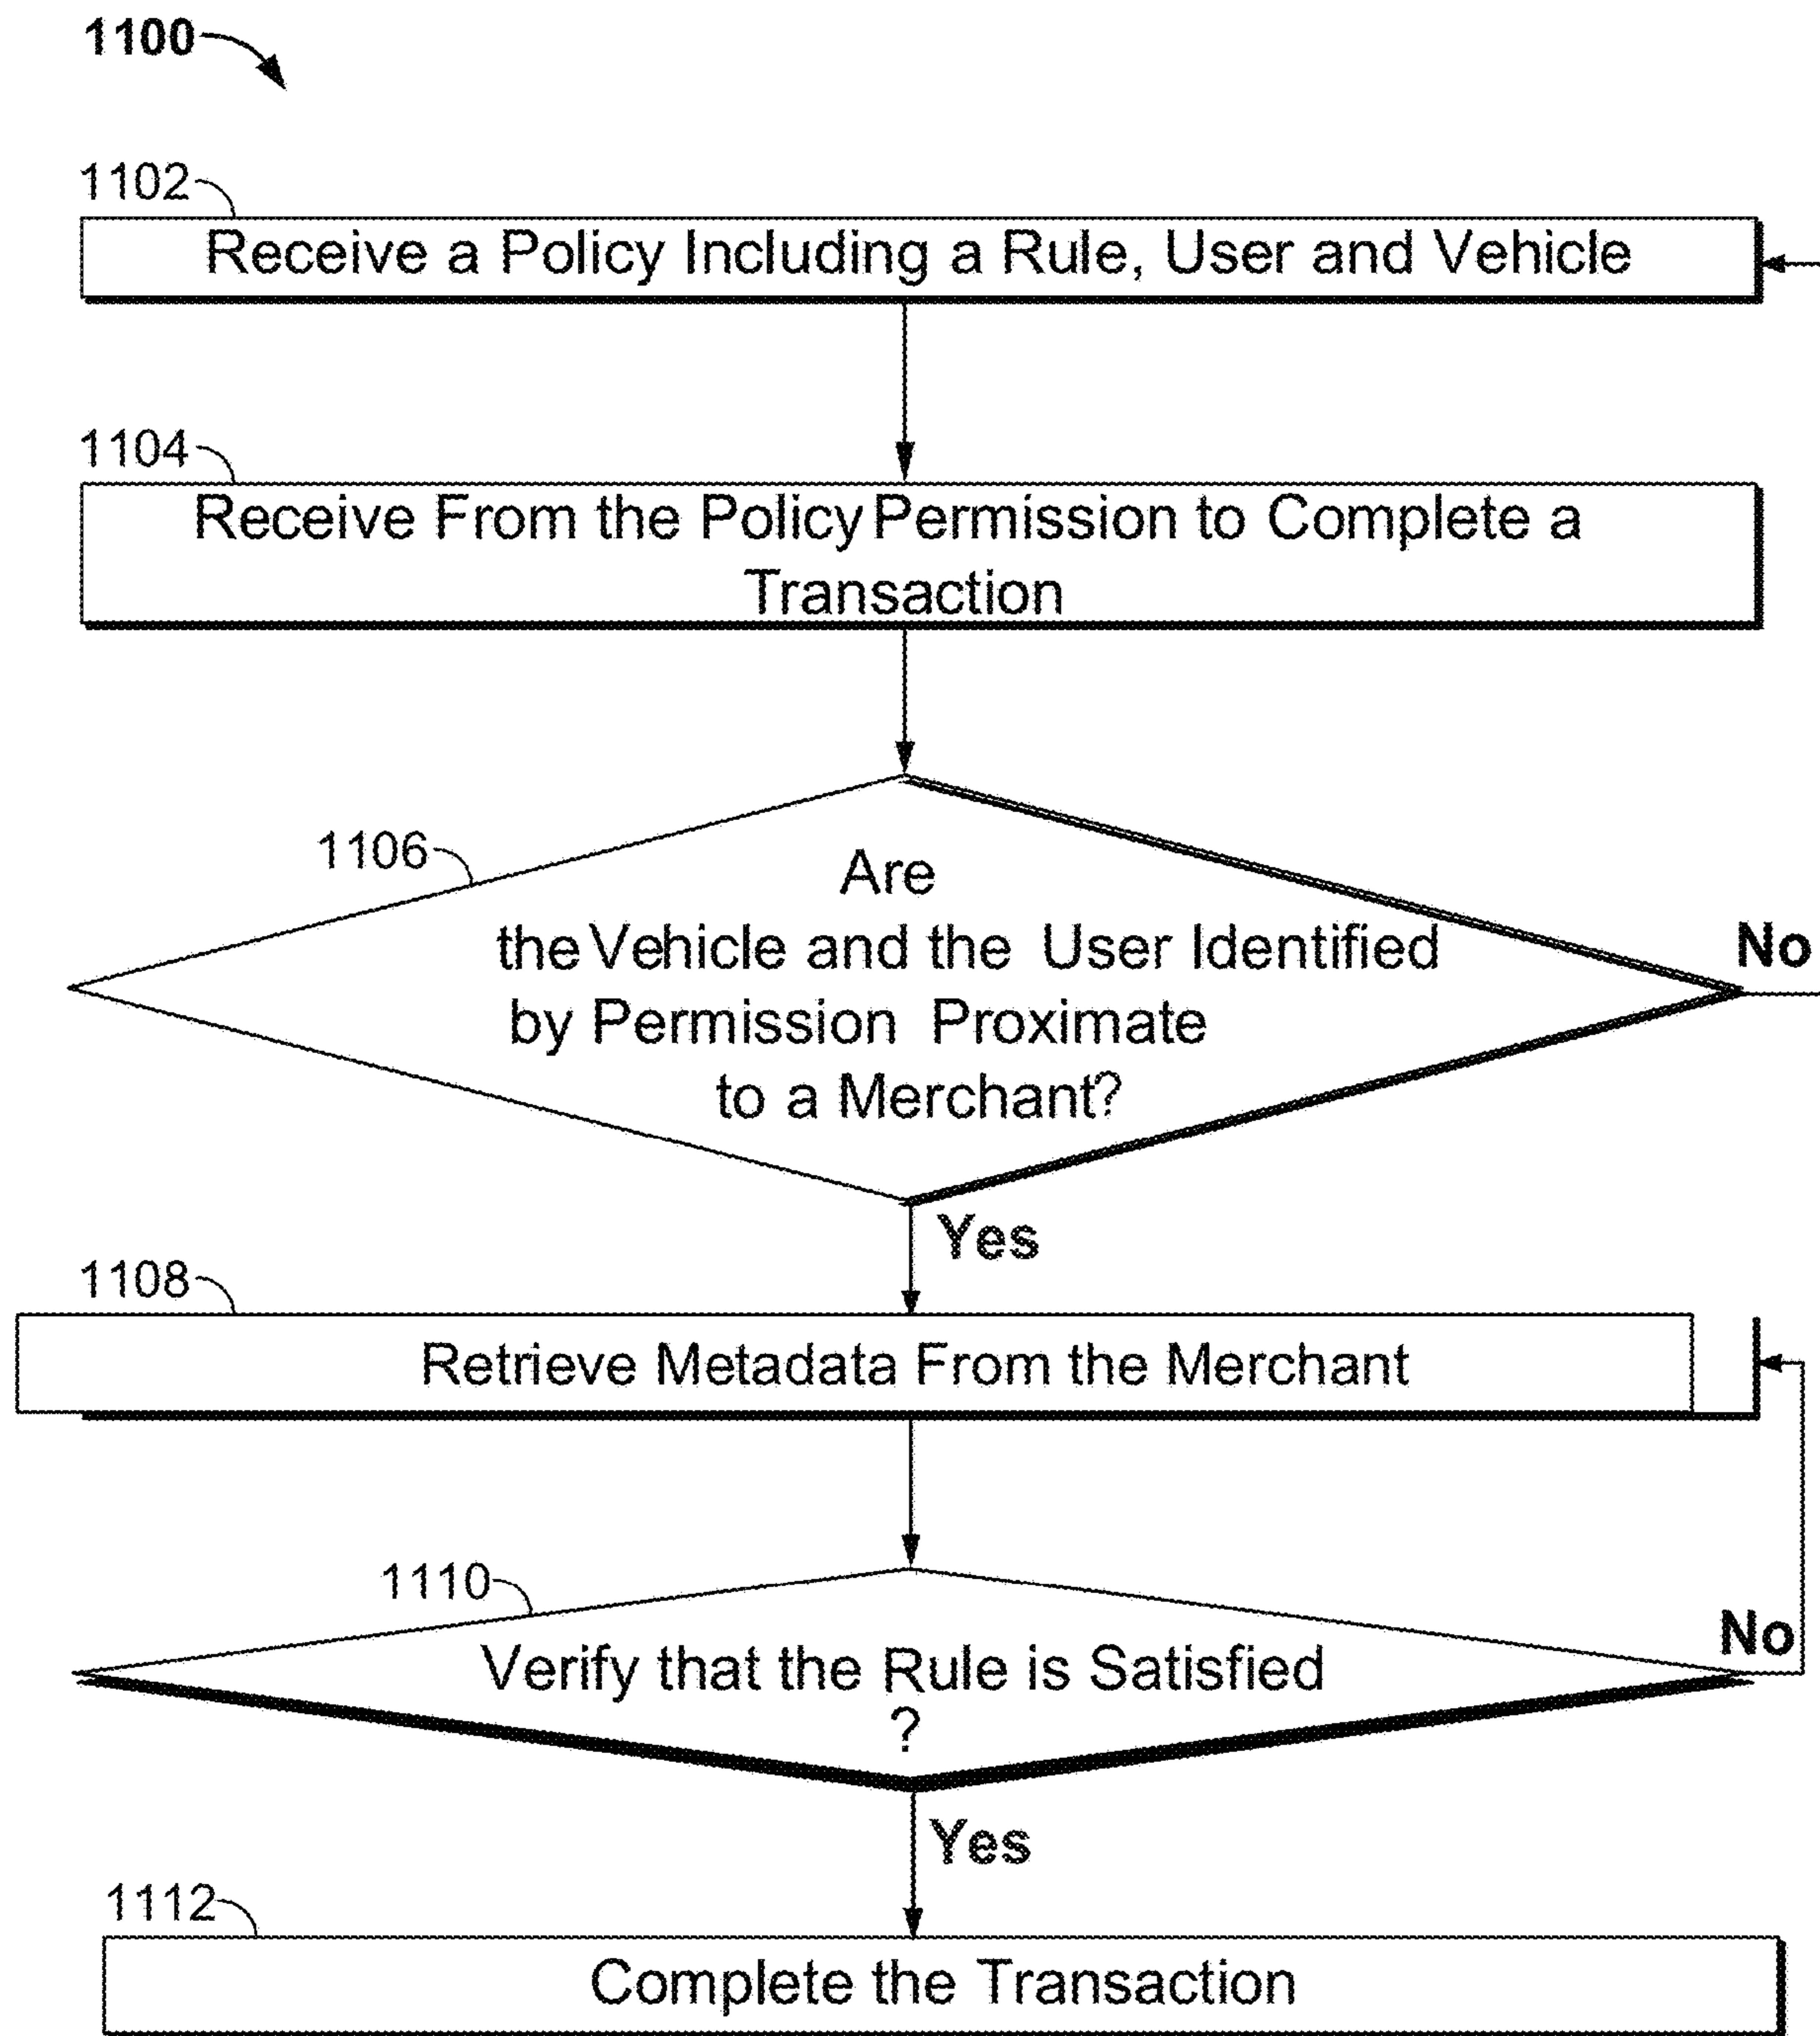 1100
1102
Receive a Policy Including a Rule, User and Vehicle
1104
Receive From the Policy Permission to Complete a
Transaction
1106
Are
the Vehicle and the User Identified
by Permission Proximate
to a Merchant?
No
Yes
1108
Retrieve Metadata From the Merchant
1110
Verify that the Rule is Satisfied
?
No
Yes
1112
Complete the Transaction